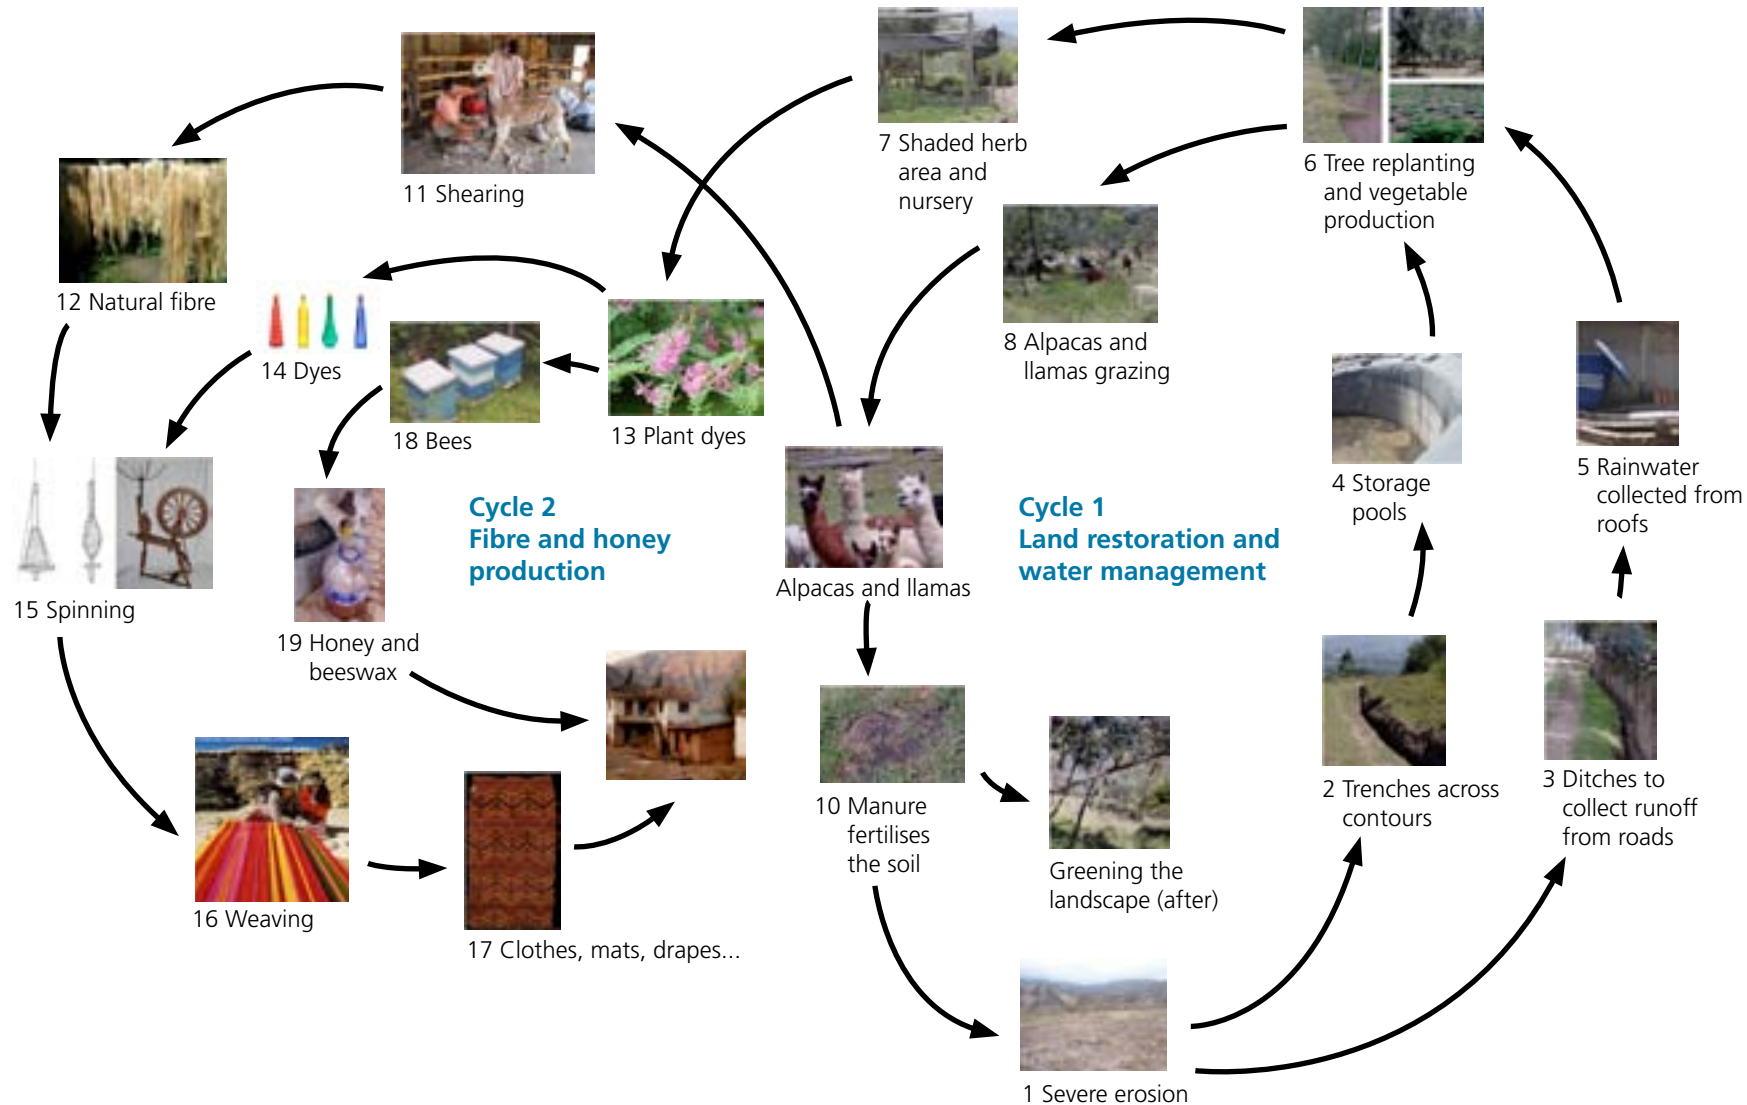 11 Shearing
7 Shaded herb
area and
nursery
6 Tree replanting
and vegetable
production
12 Natural fibre
14 Dyes
18 Bees
13 Plant dyes
8 Alpacas and
llamas grazing
4 Storage
pools
5 Rainwater
collected from
roofs
Cycle 2
Fibre and honey
production
Cycle 1
Land restoration and
water management
Alpacas and llamas
15 Spinning
19 Honey and
beeswax
16 Weaving
17 Clothes, mats, drapes...
10 Manure
fertilises
the soil
Greening the
landscape (after)
2 Trenches across
contours
3 Ditches to
collect runoff
from roads
1 Severe erosion